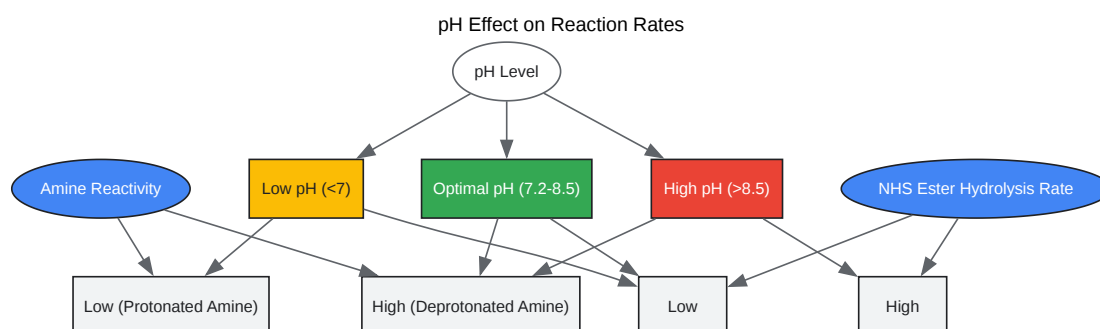 pH Effect on Reaction Rates
pH Level
Amine Reactivity
Low pH (<7)
Optimal pH (7.2-8.5)
High pH (>8.5)
NHS Ester Hydrolysis Rate
Low (Protonated Amine)
High (Deprotonated Amine)
Low
High